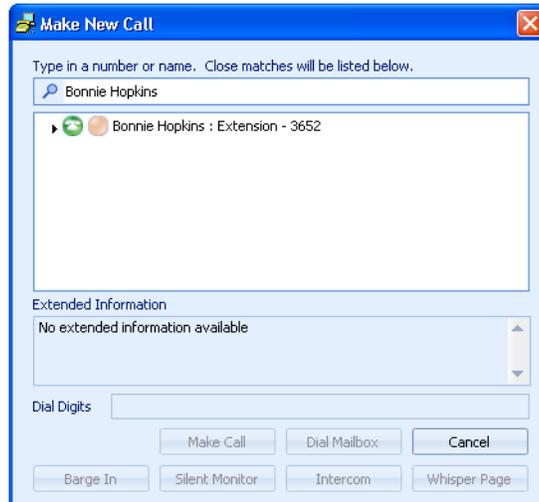 Make New Call
Type in a number or name. Close matches will be listed below.
Bonnie Hopkins
Bonnie Hopkins : Extension - 3652
Extended Information
No extended information available
Dial Digits
Make Call Dial Mailbox Cancel
Barge In Silent Monitor Intercom Whisper Page